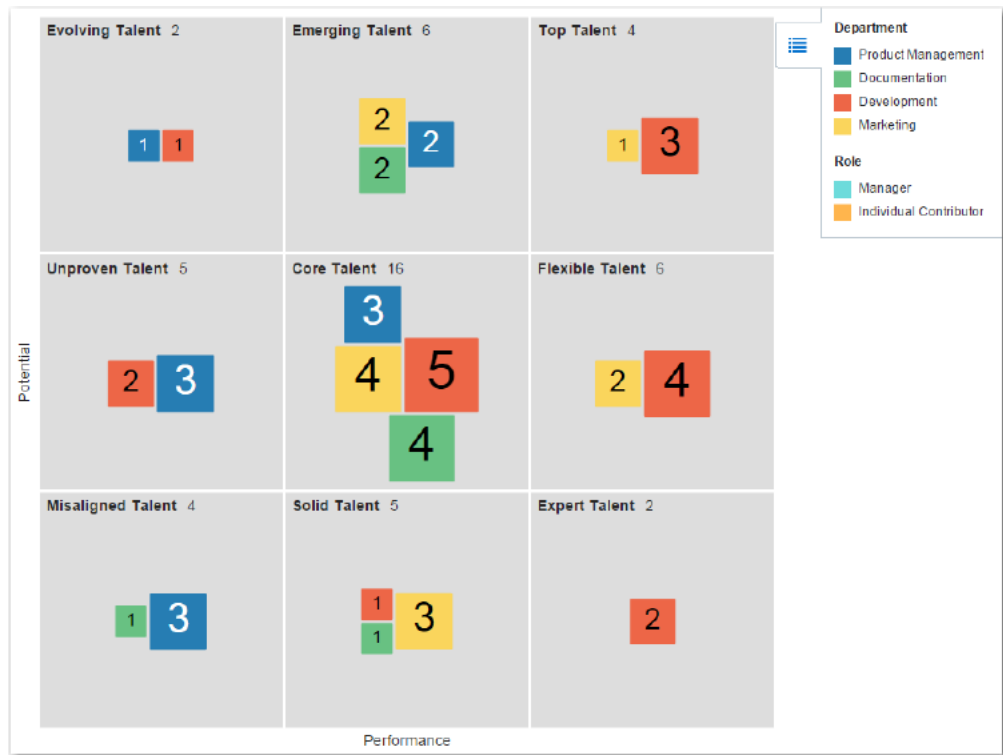 Evolving Talent 2
Emerging Talent 6
Top Talent 4
1 1
2
2
2
1 3
Unproven Talent 5
Core Talent 16
Flexible Talent 6
2 3
3
4 5
4
2 4
Misaligned Talent 4
Solid Talent 5
Expert Talent 2
1 3
1
1
3
2
Potential
Performance
Department
Product Management
Documentation
Development
Marketing
Role
Manager
Individual Contributor